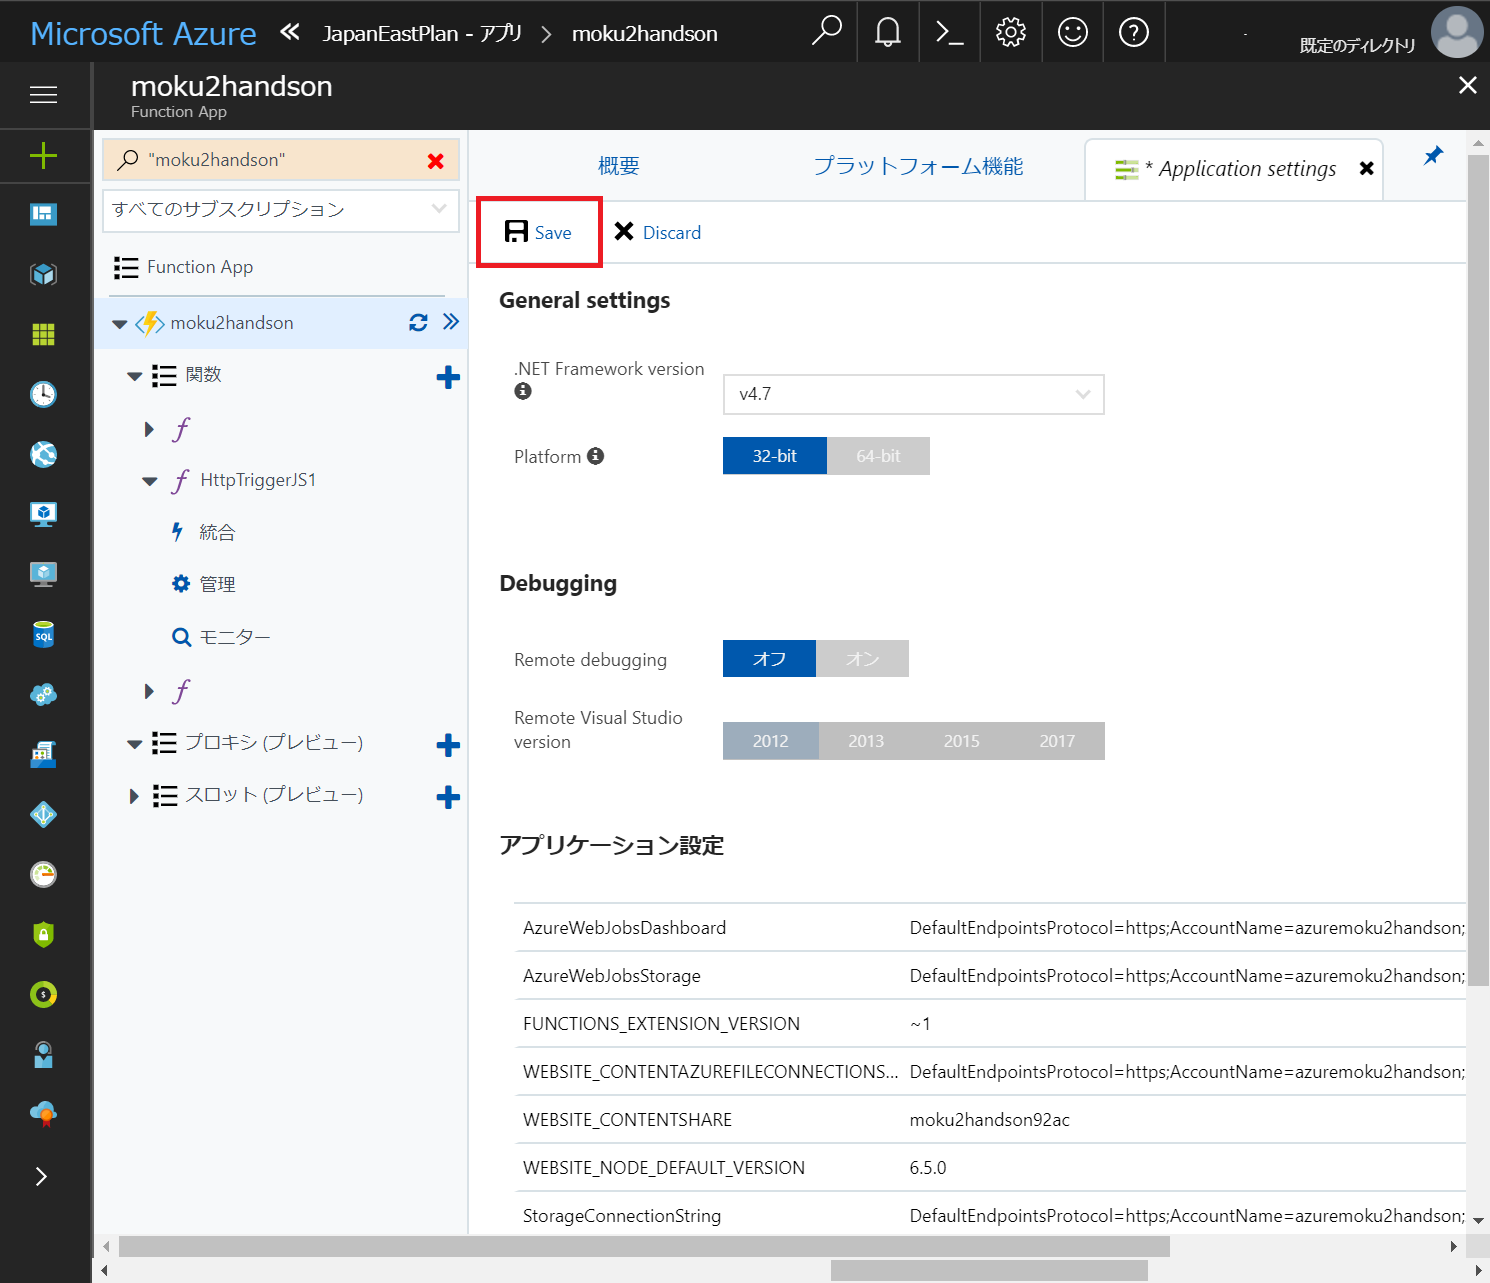 Microsoft Azure
JapanEastPlan - アプリ
moku2handson
既定のディレクトリ
moku2handson
Function App
"moku2handson"
すべてのサブスクリプション
Function App
moku2handson
関数
f
f HttpTriggerJS1
統合
管理
モニター
f
プロキシ (プレビュー)
スロット (プレビュー)
概要
プラットフォーム機能
* Application settings
Save
Discard
General settings
.NET Framework version
v4.7
Platform
32-bit
64-bit
Debugging
Remote debugging
オフ
オン
Remote Visual Studio
version
2012
2013
2015
2017
アプリケーション設定
AzureWebJobsDashboard DefaultEndpointsProtocol=https;AccountName=azuremoku2handson;
AzureWebJobsStorage DefaultEndpointsProtocol=https;AccountName=azuremoku2handson;
FUNCTIONS_EXTENSION_VERSION ~1
WEBSITE_CONTENTAZUREFILECONNECTIONS... DefaultEndpointsProtocol=https;AccountName=azuremoku2handson;
WEBSITE_CONTENTSHARE moku2handson92ac
WEBSITE_NODE_DEFAULT_VERSION 6.5.0
StorageConnectionString DefaultEndpointsProtocol=https;AccountName=azuremoku2handson;